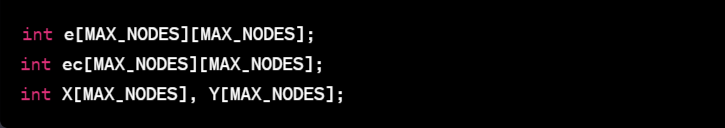 int e[MAX_NODES][MAX_NODES];
int ec[MAX_NODES][MAX_NODES];
int X[MAX_NODES], Y[MAX_NODES];